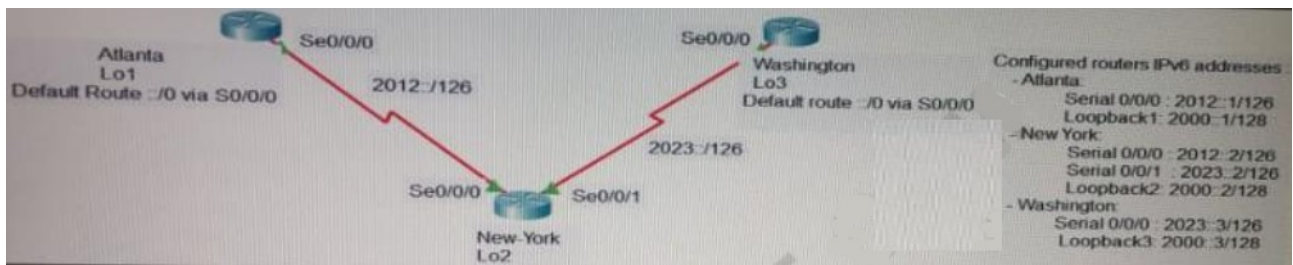 Atlanta
Lo1
Default Route ::/0 via S0/0/0
Se0/0/0
2012::/126
Se0/0/0
Washington
Lo3
Default route ::/0 via S0/0/0
2023::/126
Se0/0/0
Se0/0/1
New-York
Lo2
Configured routers IPv6 addresses :
- Atlanta:
Serial 0/0/0 : 2012::1/126
Loopback1: 2000::1/128
- New York:
Serial 0/0/0 : 2012::2/126
Serial 0/0/1 : 2023::2/126
Loopback2: 2000::2/128
- Washington:
Serial 0/0/0 : 2023::3/126
Loopback3: 2000::3/128